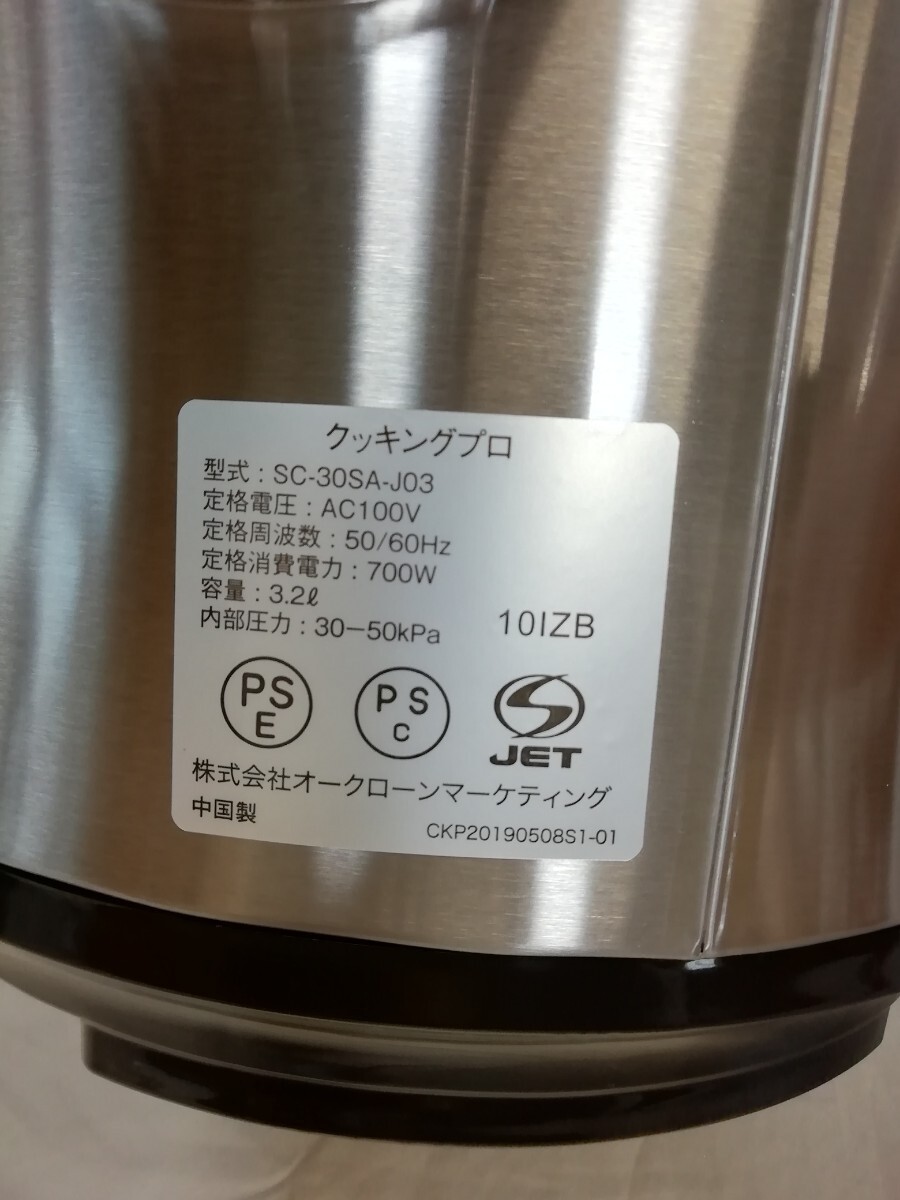 クッキングプロ
型式 : SC-30SA-J03
定格電圧 : AC100V
定格周波数 : 50/60Hz
定格消費電力 : 700W
容量 : 3.2ℓ
内部圧力 : 30－50kPa
10IZB
PS
E
PS
C
JET
株式会社オークローンマーケティング
中国製
CKP20190508S1-01